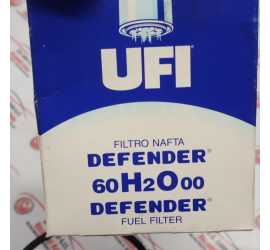 UFI
FILTRO NAFTA
DEFENDER®
60H2O00
DEFENDER®
FUEL FILTER